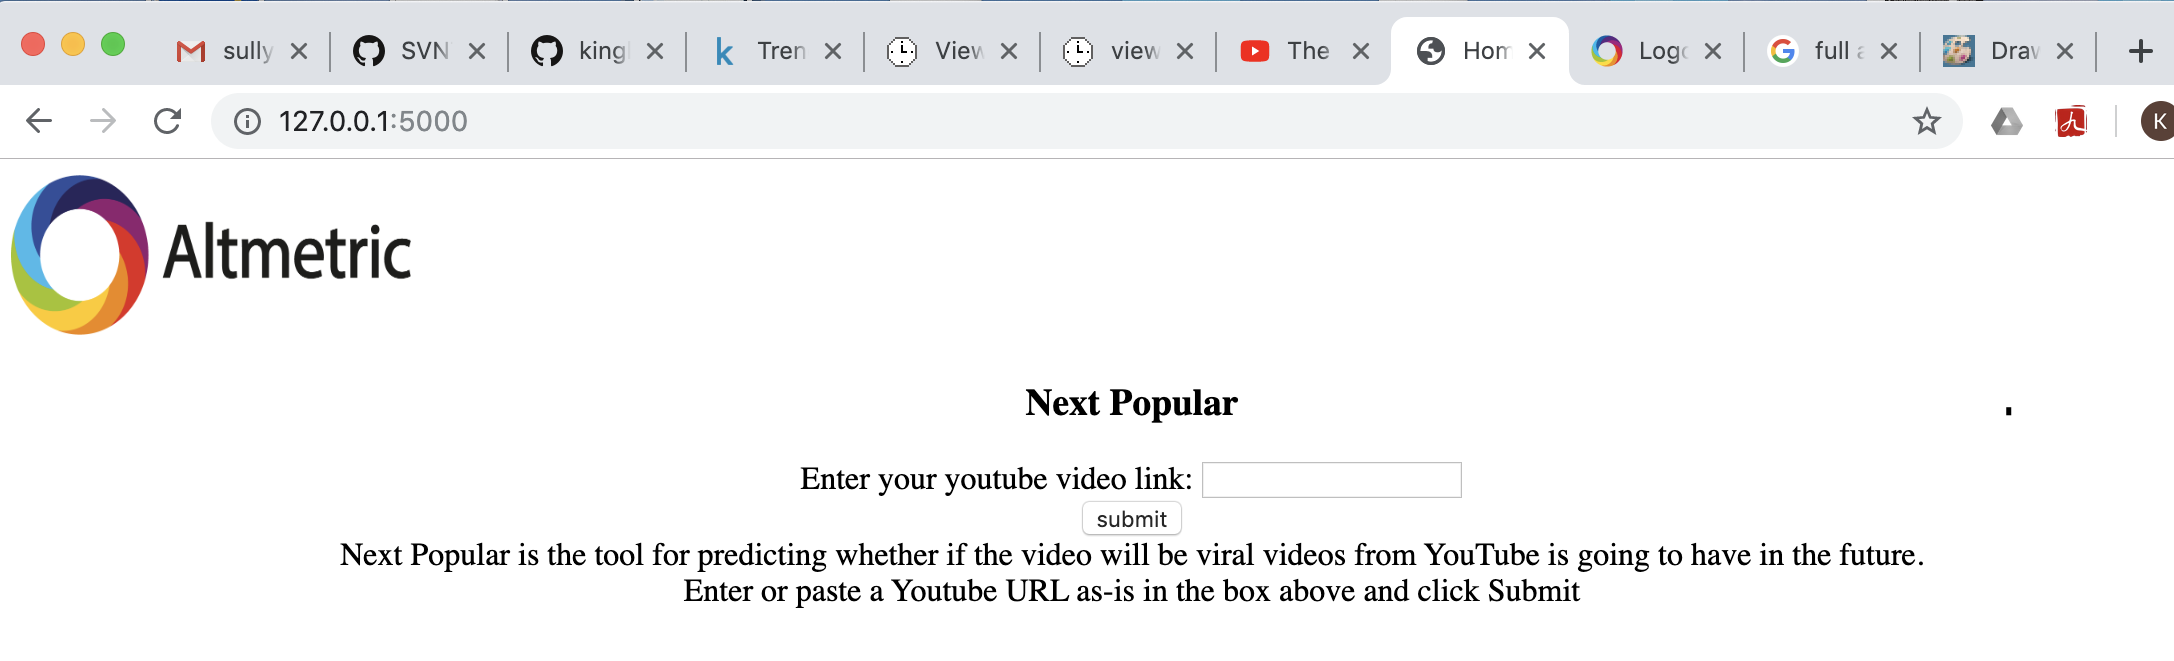 sully SVN king Tren View view The Hom Logo full a Draw
127.0.0.1:5000
K
Altmetric
Next Popular
Enter your youtube video link:
submit
Next Popular is the tool for predicting whether if the video will be viral videos from YouTube is going to have in the future.
Enter or paste a Youtube URL as-is in the box above and click Submit